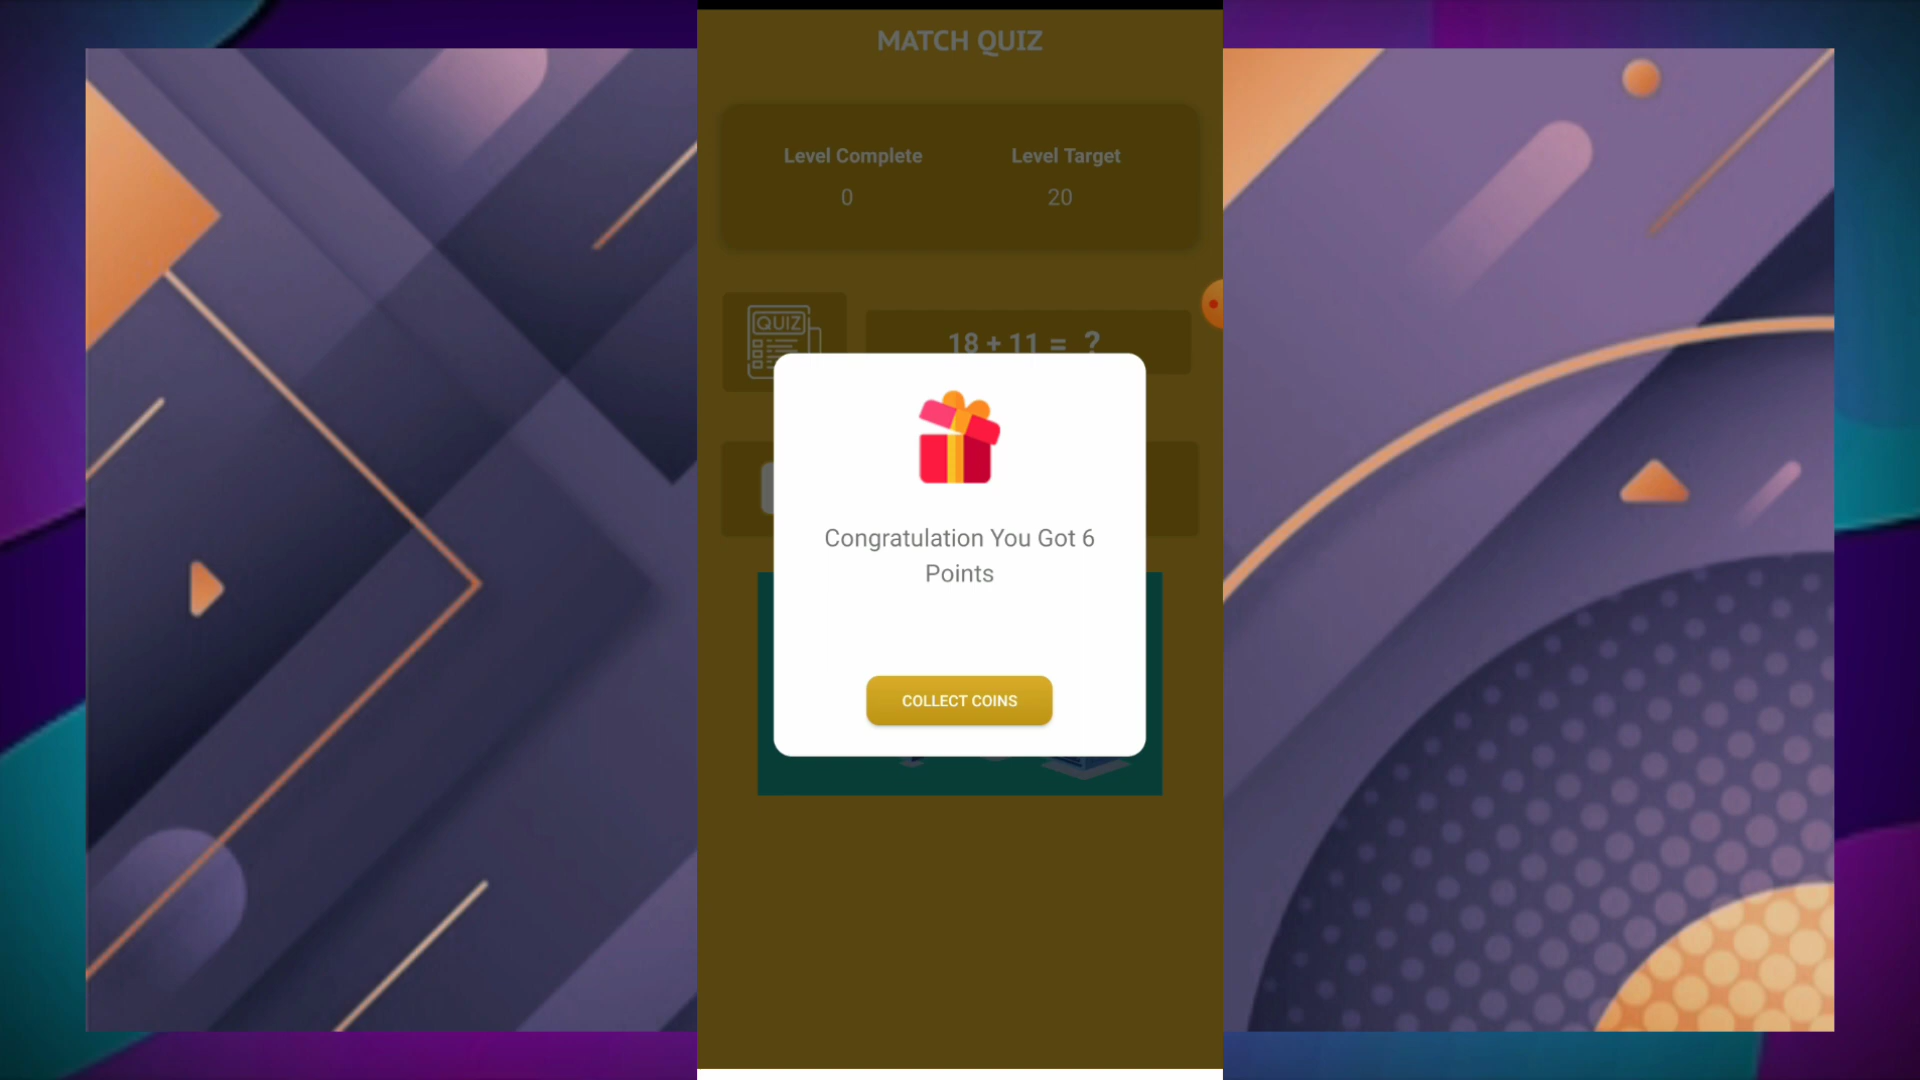 MATCH QUIZ
Level Complete
Level Target
0
20
QUIZ
18 + 11 = ?
Congratulation You Got 6
Points
COLLECT COINS